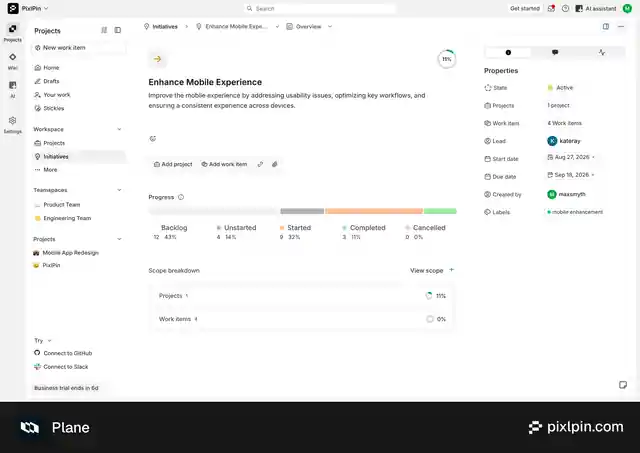 PixlPin
Search
Get started
AI assistant
M
Projects
Wiki
AI
Settings
Projects
New work item
Home
Drafts
Your work
Stickies
Workspace
Projects
Initiatives
More
Teamspaces
Product Team
Engineering Team
Projects
Mobile App Redesign
PixlPin
Try
Connect to GitHub
Connect to Slack
Business trial ends in 6d
Initiatives
Enhance Mobile Expe...
Overview
11%
Enhance Mobile Experience
Improve the mobile experience by addressing usability issues, optimizing key workflows, and
ensuring a consistent experience across devices.
Add project
Add work item
Progress
Backlog
12 43%
Unstarted
4 14%
Started
9 32%
Completed
3 11%
Cancelled
0 0%
Scope breakdown
View scope
Projects 1
11%
Work items 4
0%
Properties
State
Active
Projects
1 project
Work item
4 Work items
Lead
K kateray
Start date
Aug 27, 2026
Due date
Sep 18, 2026
Created by
M maxsmyth
Labels
mobile enhancement
Plane
pixlpin.com